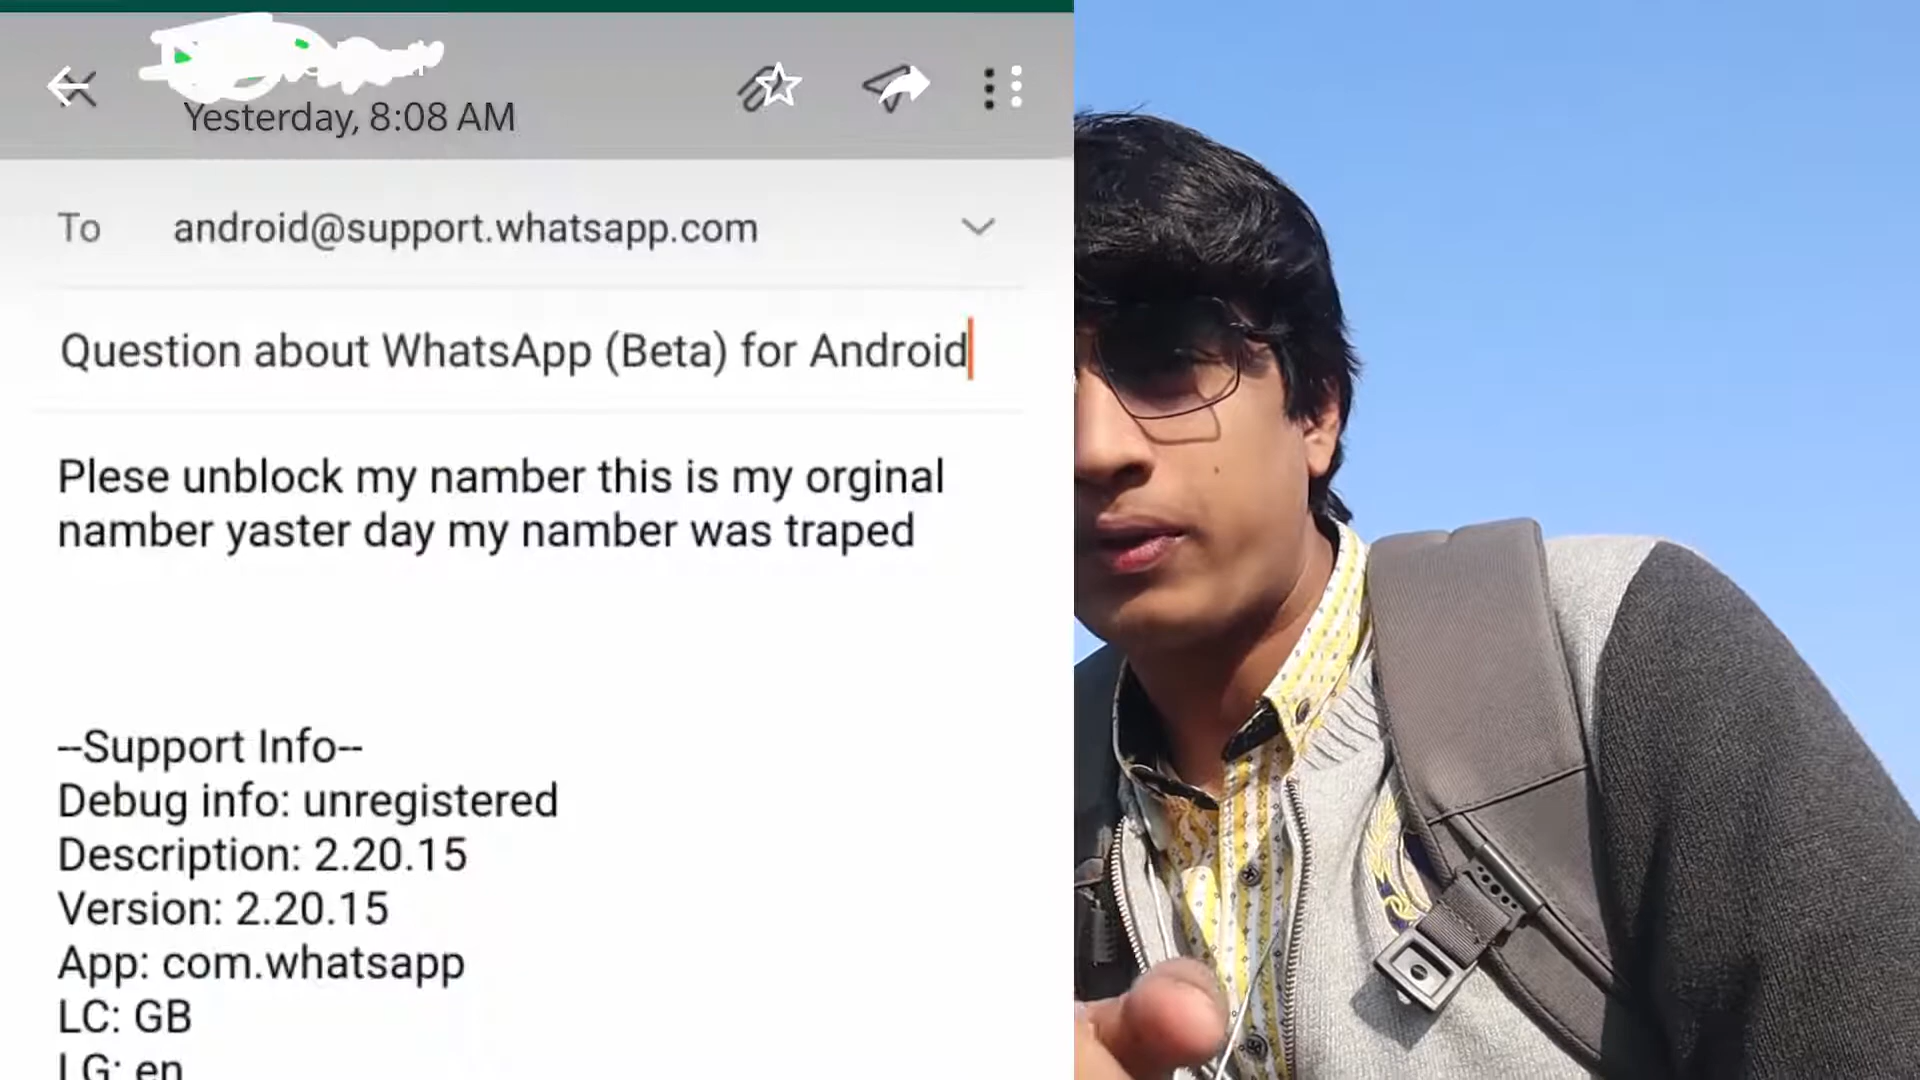 Yesterday, 8:08 AM
To android@support.whatsapp.com
Question about WhatsApp (Beta) for Android
Plese unblock my namber this is my orginal
namber yaster day my namber was traped
--Support Info--
Debug info: unregistered
Description: 2.20.15
Version: 2.20.15
App: com.whatsapp
LC: GB
LG: en